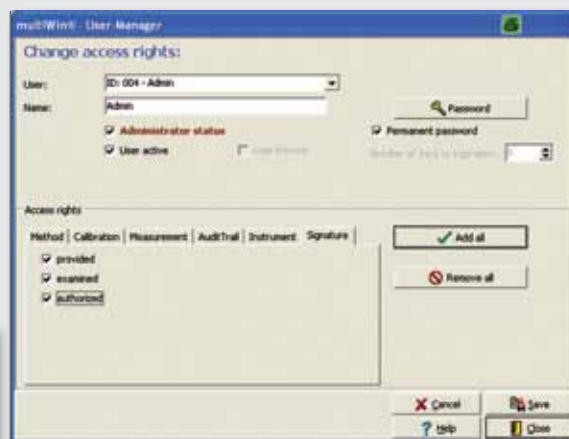 multiWin® - User Manager
Change access rights:
User:
ID: 004 - Admin
Name:
Admin
Password
Administrator status
Permanent password
User active
Access rights
Method
Calibration
Measurement
AuditTrail
Instrument
Signature
Add all
provided
examined
Remove all
authorized
Cancel
Save
Help
Close